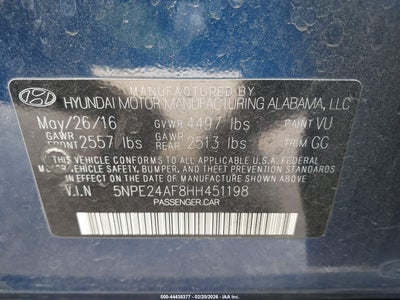 MANUFACTURED BY
HYUNDAI MOTOR MANUFACTURING ALABAMA, LLC
May/26/16 GVWR 4497 lbs PAINT VU
GAWR FRONT 2557 lbs GAWR REAR 2513 lbs TRIM GC
THIS VEHICLE CONFORMS TO ALL APPLICABLE U.S.A. FEDERAL
MOTOR VEHICLE SAFETY, BUMPER, AND THEFT PREVENTION STANDARDS
IN EFFECT ON THE DATE OF MANUFACTURE SHOWN ABOVE.
V.I.N 5NPE24AF8HH451198
PASSENGER CAR
000-44438377 - 02/20/2026 - IAA Inc.